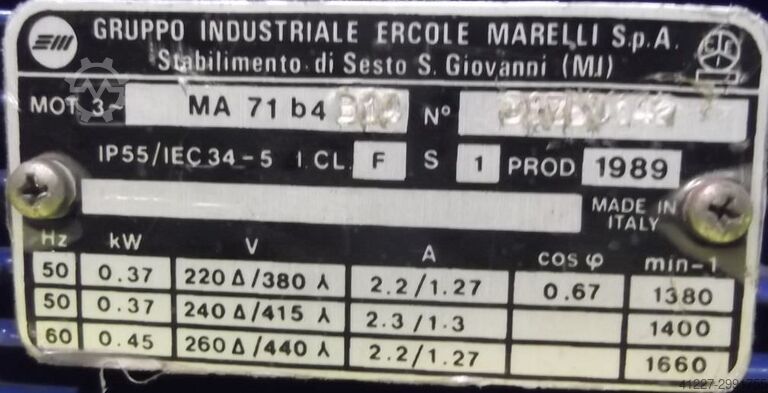 GRUPPO INDUSTRIALE ERCOLE MARELLI S.p.A.
Stabilimento di Sesto S. Giovanni (M.I)
MOT 3~ MA 71 b4 B14 N°
IP55/IEC 34-5 I.CL. F S 1 PROD 1989
MADE IN ITALY
Hz kW V A cos φ min-1
50 0.37 220 Δ/380 ⅄ 2.2/1.27 0.67 1380
50 0.37 240 Δ/415 ⅄ 2.3/1.3 1400
60 0.45 260 Δ/440 ⅄ 2.2/1.27 1660